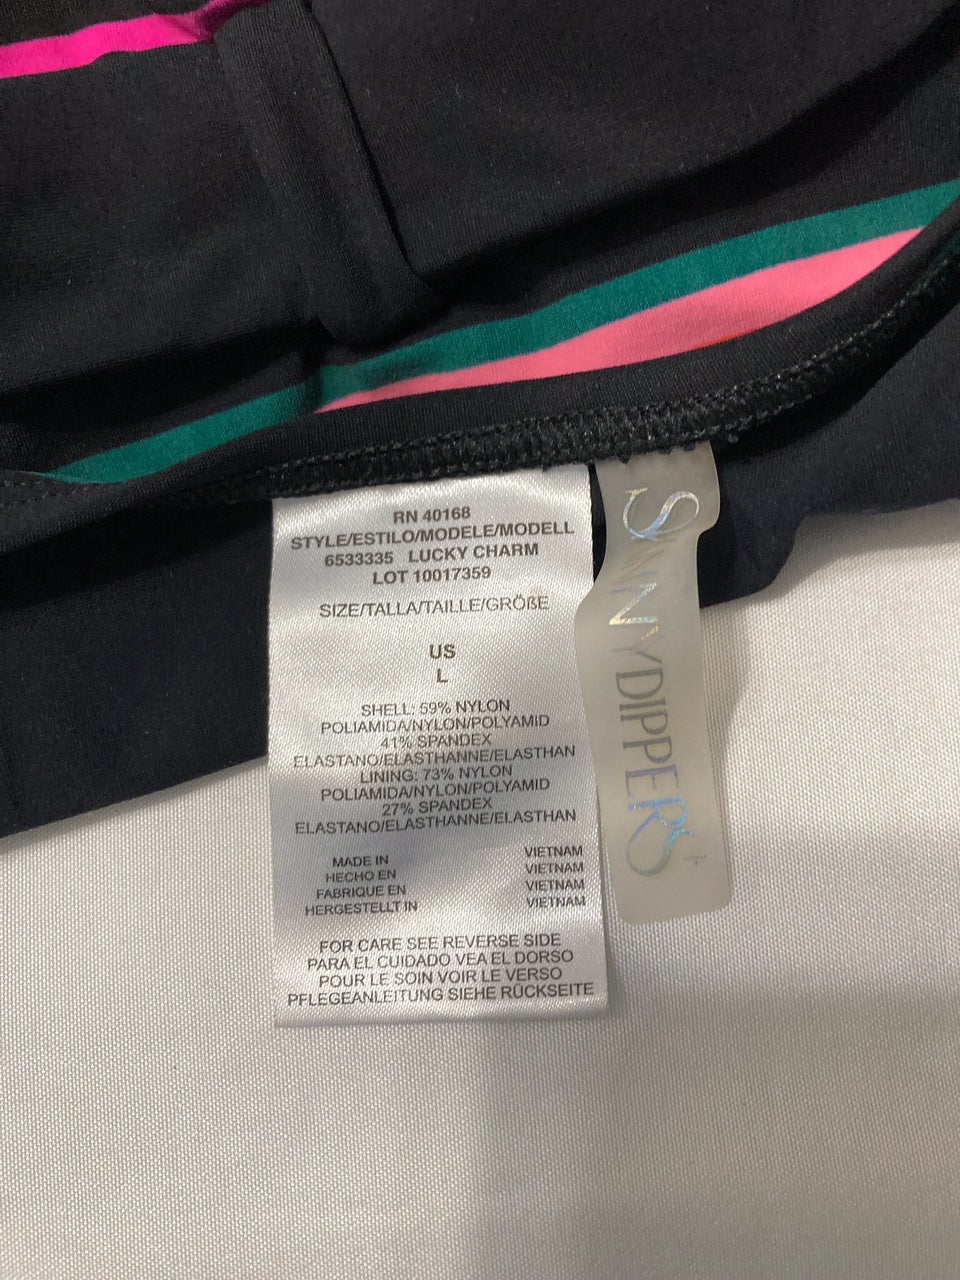 RN 40168
STYLE/ESTILO/MODELE/MODELL
6533335 LUCKY CHARM
LOT 10017359
SIZE/TALLA/TAILLE/GRÖßE
US
L
SHELL: 59% NYLON
POLIAMIDA/NYLON/POLYAMID
41% SPANDEX
ELASTANO/ELASTHANNE/ELASTHAN
LINING: 73% NYLON
POLIAMIDA/NYLON/POLYAMID
27% SPANDEX
ELASTANO/ELASTHANNE/ELASTHAN
MADE IN VIETNAM
HECHO EN VIETNAM
FABRIQUE EN VIETNAM
HERGESTELLT IN VIETNAM
FOR CARE SEE REVERSE SIDE
PARA EL CUIDADO VEA EL DORSO
POUR LE SOIN VOIR LE VERSO
PFLEGEANLEITUNG SIEHE RÜCKSEITE
SKINNYDIPPERS